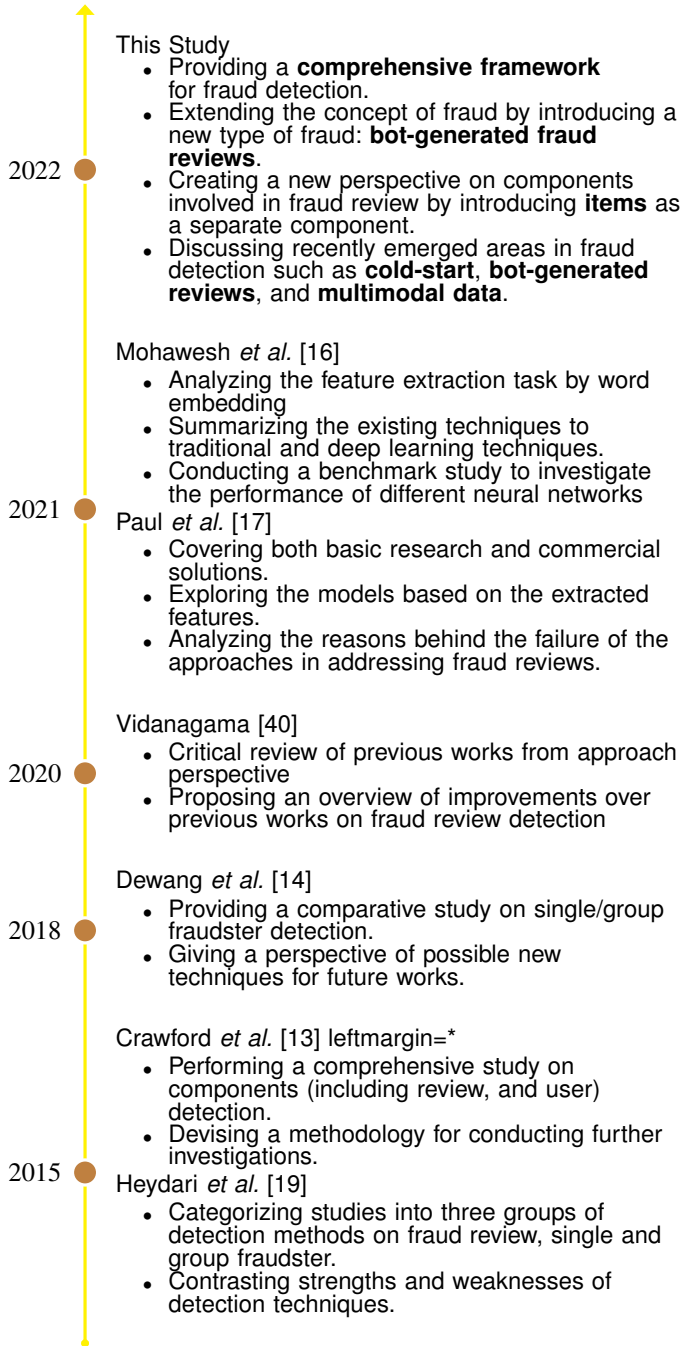 This Study
• Providing a comprehensive framework
for fraud detection.
• Extending the concept of fraud by introducing a
new type of fraud: bot-generated fraud
reviews.
2022
• Creating a new perspective on components
involved in fraud review by introducing items as
a separate component.
• Discussing recently emerged areas in fraud
detection such as cold-start, bot-generated
reviews, and multimodal data.
Mohawesh et al. [16]
• Analyzing the feature extraction task by word
embedding
• Summarizing the existing techniques to
traditional and deep learning techniques.
• Conducting a benchmark study to investigate
the performance of different neural networks
2021
Paul et al. [17]
• Covering both basic research and commercial
solutions.
• Exploring the models based on the extracted
features.
• Analyzing the reasons behind the failure of the
approaches in addressing fraud reviews.
Vidanagama [40]
• Critical review of previous works from approach
perspective
2020
• Proposing an overview of improvements over
previous works on fraud review detection
Dewang et al. [14]
• Providing a comparative study on single/group
fraudster detection.
2018
• Giving a perspective of possible new
techniques for future works.
Crawford et al. [13] leftmargin=*
• Performing a comprehensive study on
components (including review, and user)
detection.
• Devising a methodology for conducting further
investigations.
2015
Heydari et al. [19]
• Categorizing studies into three groups of
detection methods on fraud review, single and
group fraudster.
• Contrasting strengths and weaknesses of
detection techniques.